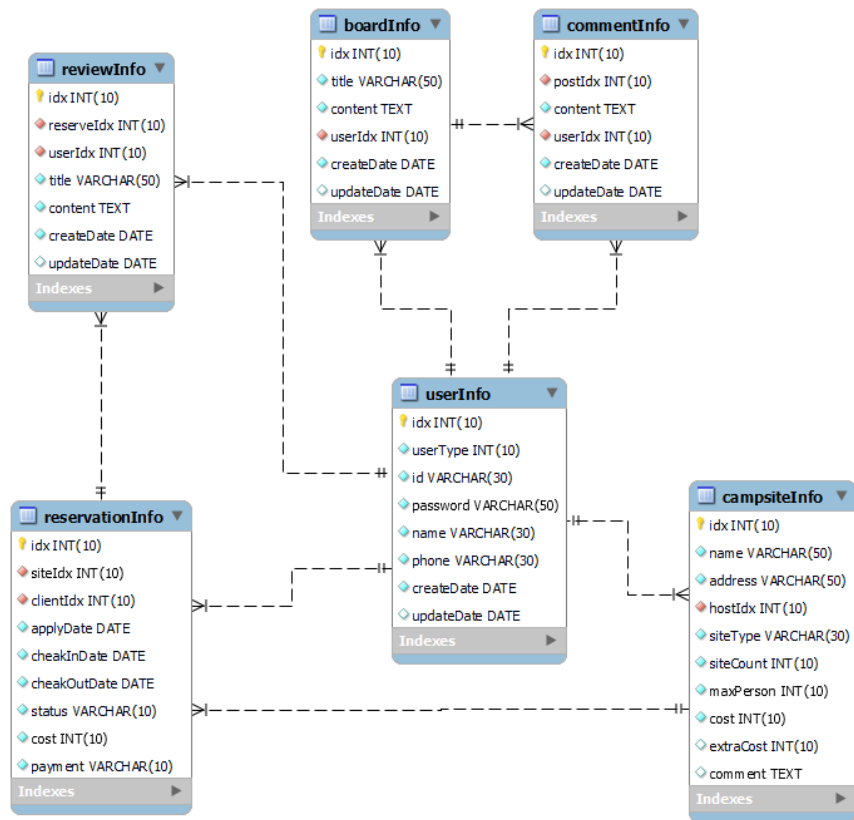 reviewInfo
idx INT(10)
reserveIdx INT(10)
userIdx INT(10)
title VARCHAR(50)
content TEXT
createDate DATE
updateDate DATE
Indexes
boardInfo
idx INT(10)
title VARCHAR(50)
content TEXT
userIdx INT(10)
createDate DATE
updateDate DATE
Indexes
commentInfo
idx INT(10)
postIdx INT(10)
content TEXT
userIdx INT(10)
createDate DATE
updateDate DATE
Indexes
userInfo
idx INT(10)
userType INT(10)
id VARCHAR(30)
password VARCHAR(50)
name VARCHAR(30)
phone VARCHAR(30)
createDate DATE
updateDate DATE
Indexes
reservationInfo
idx INT(10)
siteIdx INT(10)
clientIdx INT(10)
applyDate DATE
cheakInDate DATE
cheakOutDate DATE
status VARCHAR(10)
cost INT(10)
payment VARCHAR(10)
Indexes
campsiteInfo
idx INT(10)
name VARCHAR(50)
address VARCHAR(50)
hostIdx INT(10)
siteType VARCHAR(30)
siteCount INT(10)
maxPerson INT(10)
cost INT(10)
extraCost INT(10)
comment TEXT
Indexes